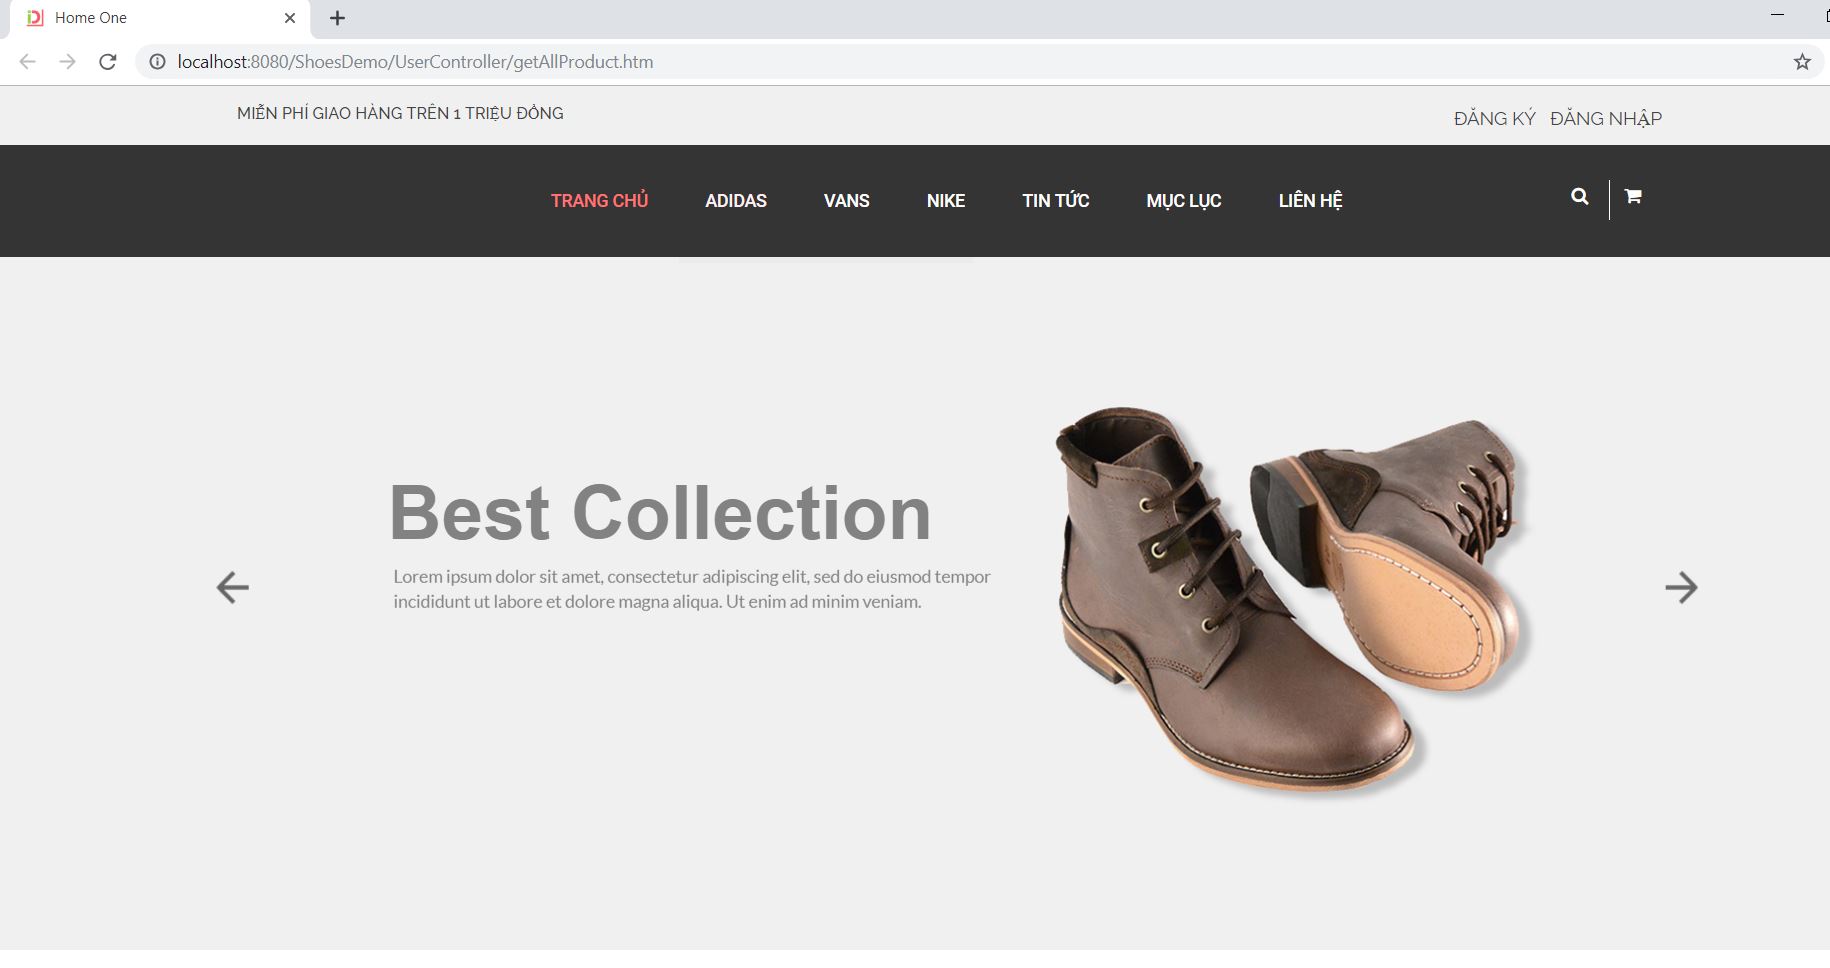 Home One
localhost:8080/ShoesDemo/UserController/getAllProduct.htm
MIỄN PHÍ GIAO HÀNG TRÊN 1 TRIỆU ĐỒNG
ĐĂNG KÝ ĐĂNG NHẬP
TRANG CHỦ ADIDAS VANS NIKE TIN TỨC MỤC LỤC LIÊN HỆ
Best Collection
Lorem ipsum dolor sit amet, consectetur adipiscing elit, sed do eiusmod tempor
incididunt ut labore et dolore magna aliqua. Ut enim ad minim veniam.